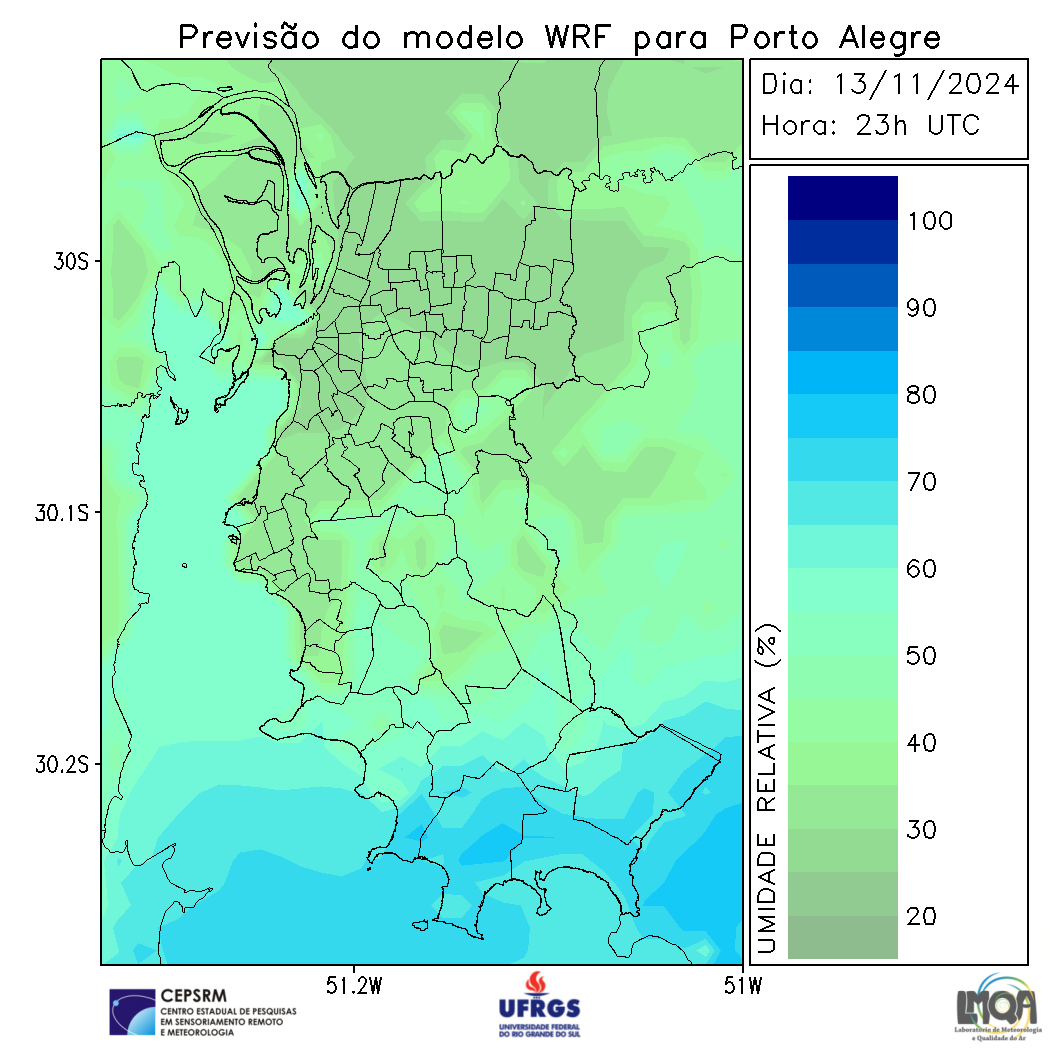 Previsão do modelo WRF para Porto Alegre
Dia: 13/11/2024
Hora: 23h UTC
30S
30.1S
30.2S
51.2W
51W
100
90
80
70
60
50
40
30
20
UMIDADE RELATIVA (%)
CEPSRM
CENTRO ESTADUAL DE PESQUISAS
EM SENSORIAMENTO REMOTO
E METEOROLOGIA
UFRGS
UNIVERSIDADE FEDERAL
DO RIO GRANDE DO SUL
LMQA
Laboratório de Meteorologia
e Qualidade do Ar